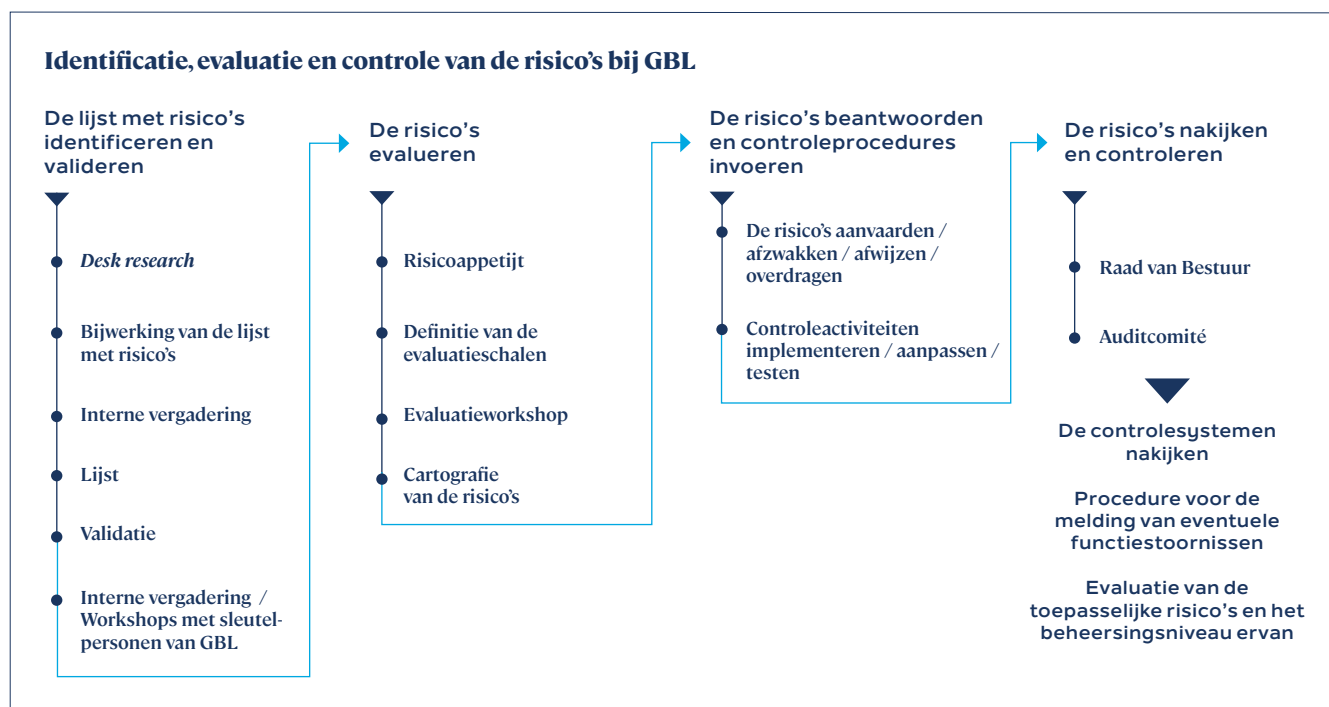 Identificatie, evaluatie en controle van de risico’s bij GBL
De lijst met risico’s
identificeren en
valideren
Desk research
Bijwerking van de lijst
met risico’s
Interne vergadering
Lijst
Validatie
Interne vergadering /
Workshops met sleutel-
personen van GBL
De risico’s
evalueren
Risicoappetijt
Definitie van de
evaluatieschalen
Evaluatieworkshop
Cartografie
van de risico’s
De risico’s beantwoorden
en controleprocedures
invoeren
De risico’s aanvaarden /
afzwakken / afwijzen /
overdragen
Controleactiviteiten
implementeren / aanpassen /
testen
De risico’s nakijken
en controleren
Raad van Bestuur
Auditcomité
De controlesystemen
nakijken
Procedure voor de
melding van eventuele
functiestoornissen
Evaluatie van de
toepasselijke risico’s en het
beheersingsniveau ervan